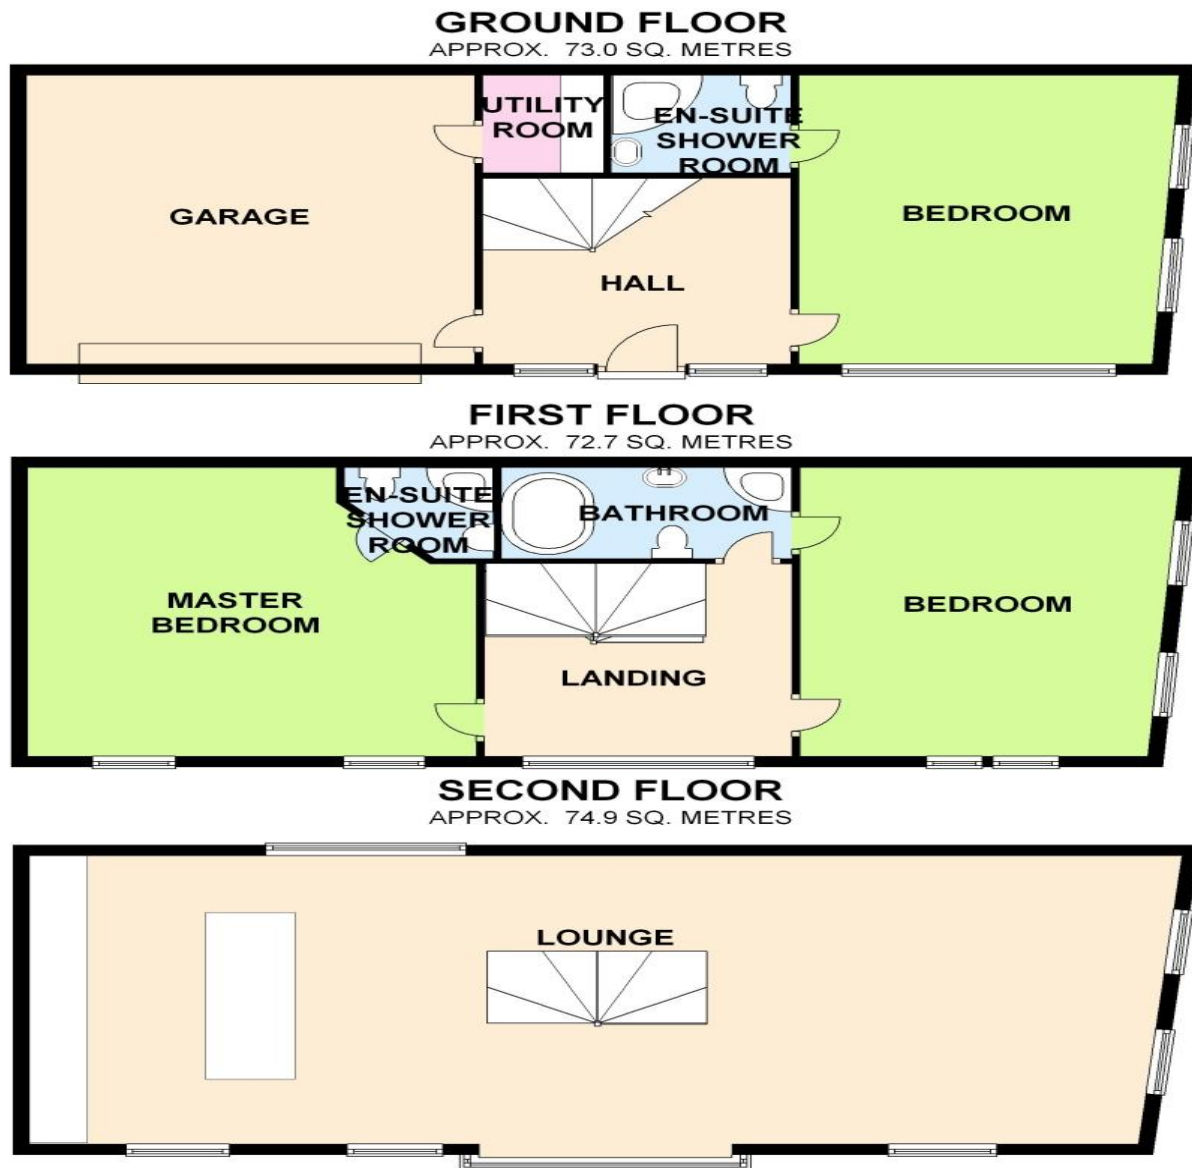 GROUND FLOOR
APPROX. 73.0 SQ. METRES
UTILITY
ROOM
EN-SUITE
SHOWER
ROOM
GARAGE
BEDROOM
HALL
FIRST FLOOR
APPROX. 72.7 SQ. METRES
EN-SUITE
SHOWER
ROOM
BATHROOM
MASTER
BEDROOM
BEDROOM
LANDING
SECOND FLOOR
APPROX. 74.9 SQ. METRES
LOUNGE